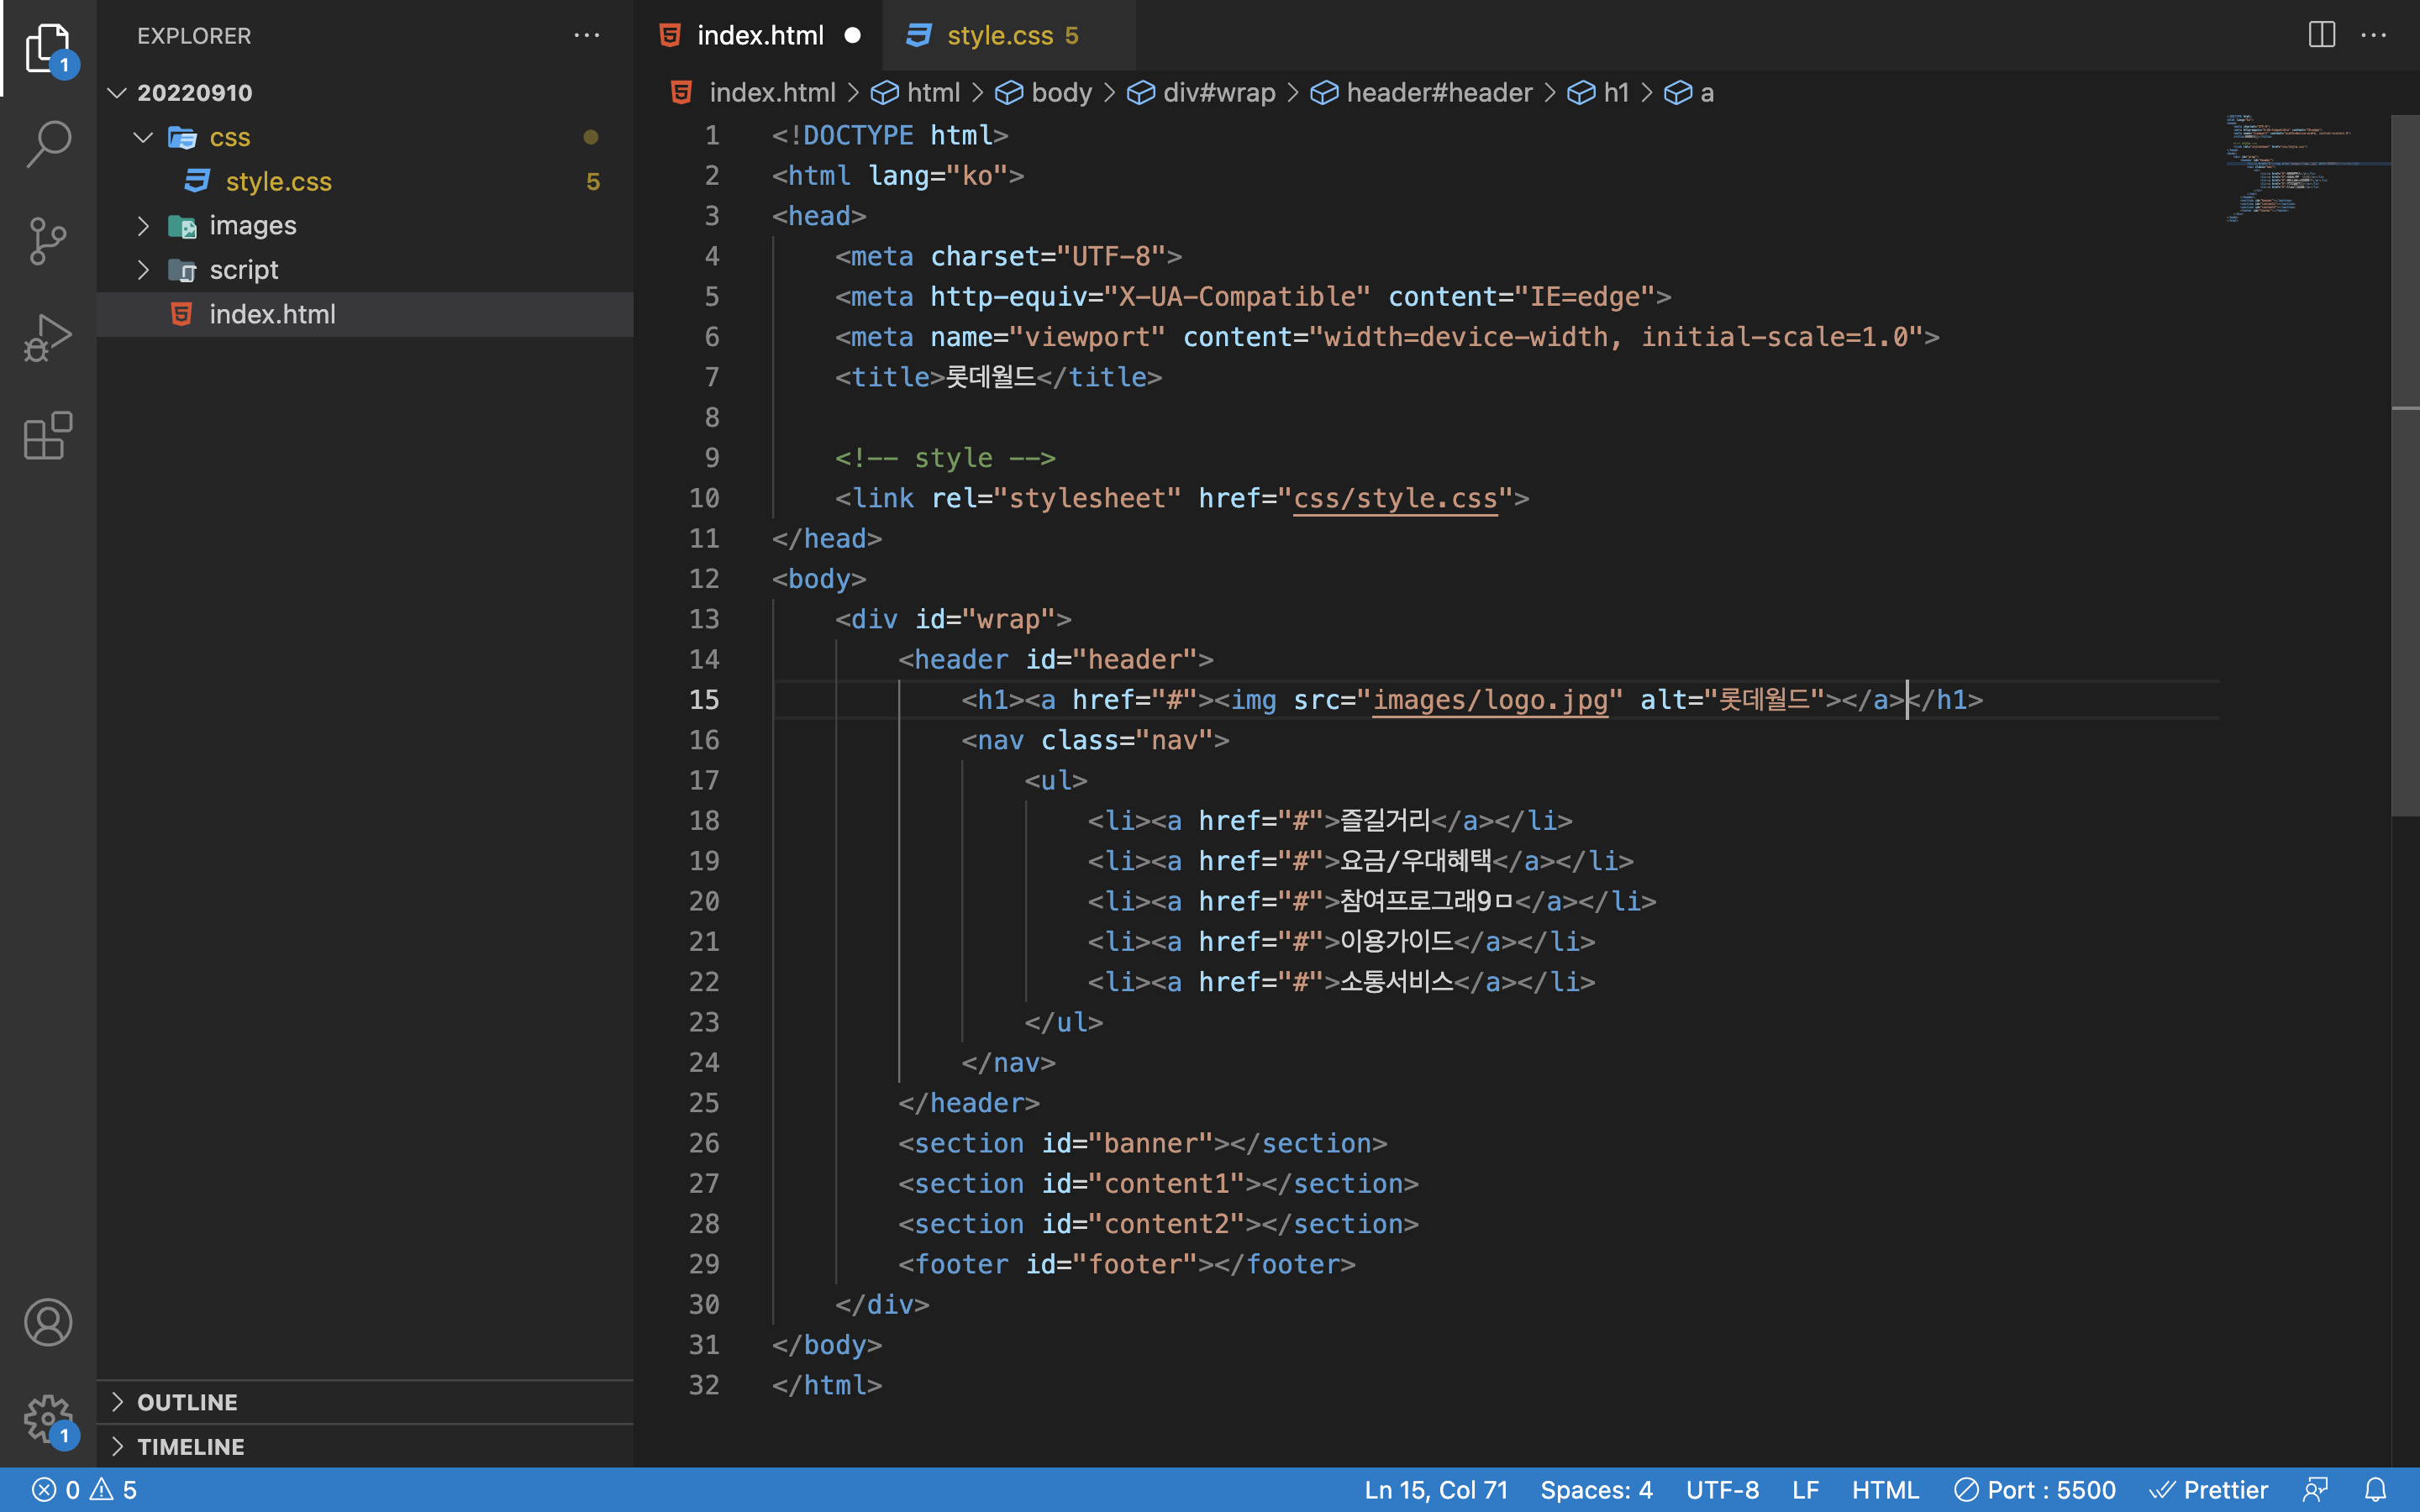 EXPLORER
1
20220910
css
style.css 5
images
script
index.html
OUTLINE
TIMELINE
1
index.html
style.css 5
index.html > html > body > div#wrap > header#header > h1 > a
1 <!DOCTYPE html>
2 <html lang="ko">
3 <head>
4 <meta charset="UTF-8">
5 <meta http-equiv="X-UA-Compatible" content="IE=edge">
6 <meta name="viewport" content="width=device-width, initial-scale=1.0">
7 <title>롯데월드</title>
8
9 <!-- style -->
10 <link rel="stylesheet" href="css/style.css">
11 </head>
12 <body>
13 <div id="wrap">
14 <header id="header">
15 <h1><a href="#"><img src="images/logo.jpg" alt="롯데월드"></a></h1>
16 <nav class="nav">
17 <ul>
18 <li><a href="#">즐길거리</a></li>
19 <li><a href="#">요금/우대혜택</a></li>
20 <li><a href="#">참여프로그래9ㅁ</a></li>
21 <li><a href="#">이용가이드</a></li>
22 <li><a href="#">소통서비스</a></li>
23 </ul>
24 </nav>
25 </header>
26 <section id="banner"></section>
27 <section id="content1"></section>
28 <section id="content2"></section>
29 <footer id="footer"></footer>
30 </div>
31 </body>
32 </html>
0 5 Ln 15, Col 71 Spaces: 4 UTF-8 LF HTML Port : 5500 Prettier